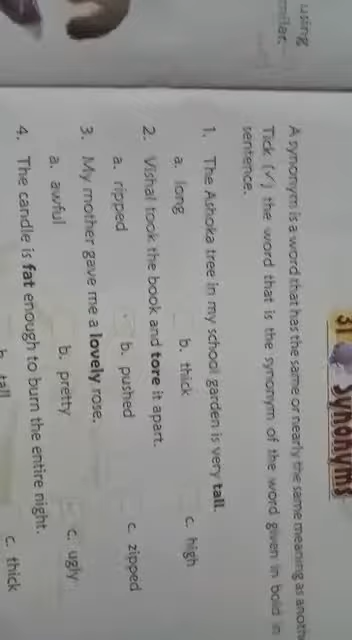 using
31 Synonyms
A synonym is a word that has the same or nearly the same meaning as
Tick (✓) the word that is the synonym of the word given in bold in
sentence.
1. The Ashoka tree in my school garden is very tall.
a. long b. thick c. high
2. Vishal took the book and tore it apart.
a. ripped b. pushed c. zipped
3. My mother gave me a lovely rose.
a. awful b. pretty c. ugly
4. The candle is fat enough to burn the entire night.
b. tall c. thick